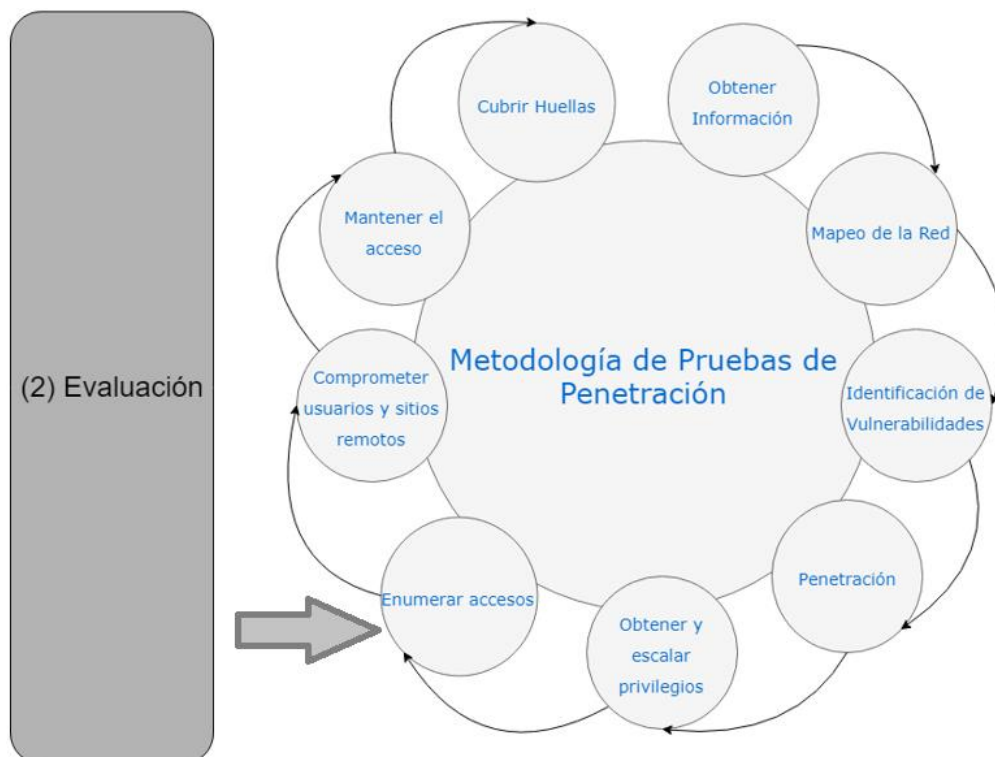 (2) Evaluación
Metodología de Pruebas de
Penetración
Obtener
Información
Mapeo de la Red
Identificación de
Vulnerabilidades
Penetración
Obtener y
escalar
privilegios
Enumerar accesos
Comprometer
usuarios y sitios
remotos
Mantener el
acceso
Cubrir Huellas